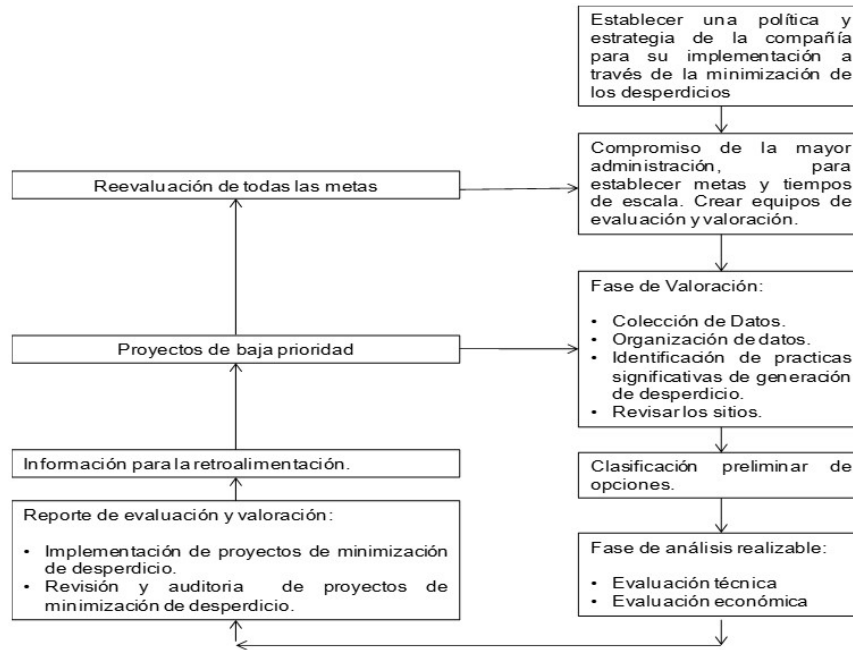 Establecer una política y
estrategia de la compañía
para su implementación a
través de la minimización de
los desperdicios
Compromiso de la mayor
administración, para
establecer metas y tiempos
de escala. Crear equipos de
evaluación y valoración.
Reevaluación de todas las metas
Fase de Valoración:
• Colección de Datos.
• Organización de datos.
• Identificación de practicas
significativas de generación
de desperdicio.
• Revisar los sitios.
Proyectos de baja prioridad
Información para la retroalimentación.
Clasificación preliminar de
opciones.
Reporte de evaluación y valoración:
• Implementación de proyectos de minimización
de desperdicio.
• Revisión y auditoria de proyectos de
minimización de desperdicio.
Fase de análisis realizable:
• Evaluación técnica
• Evaluación económica